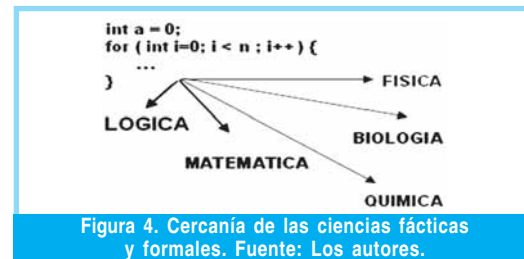 int a = 0;
for ( int i=0; i < n ; i++ ) {
...
}
FISICA
LOGICA
BIOLOGIA
MATEMATICA
QUIMICA
Figura 4. Cercanía de las ciencias fácticas
y formales. Fuente: Los autores.